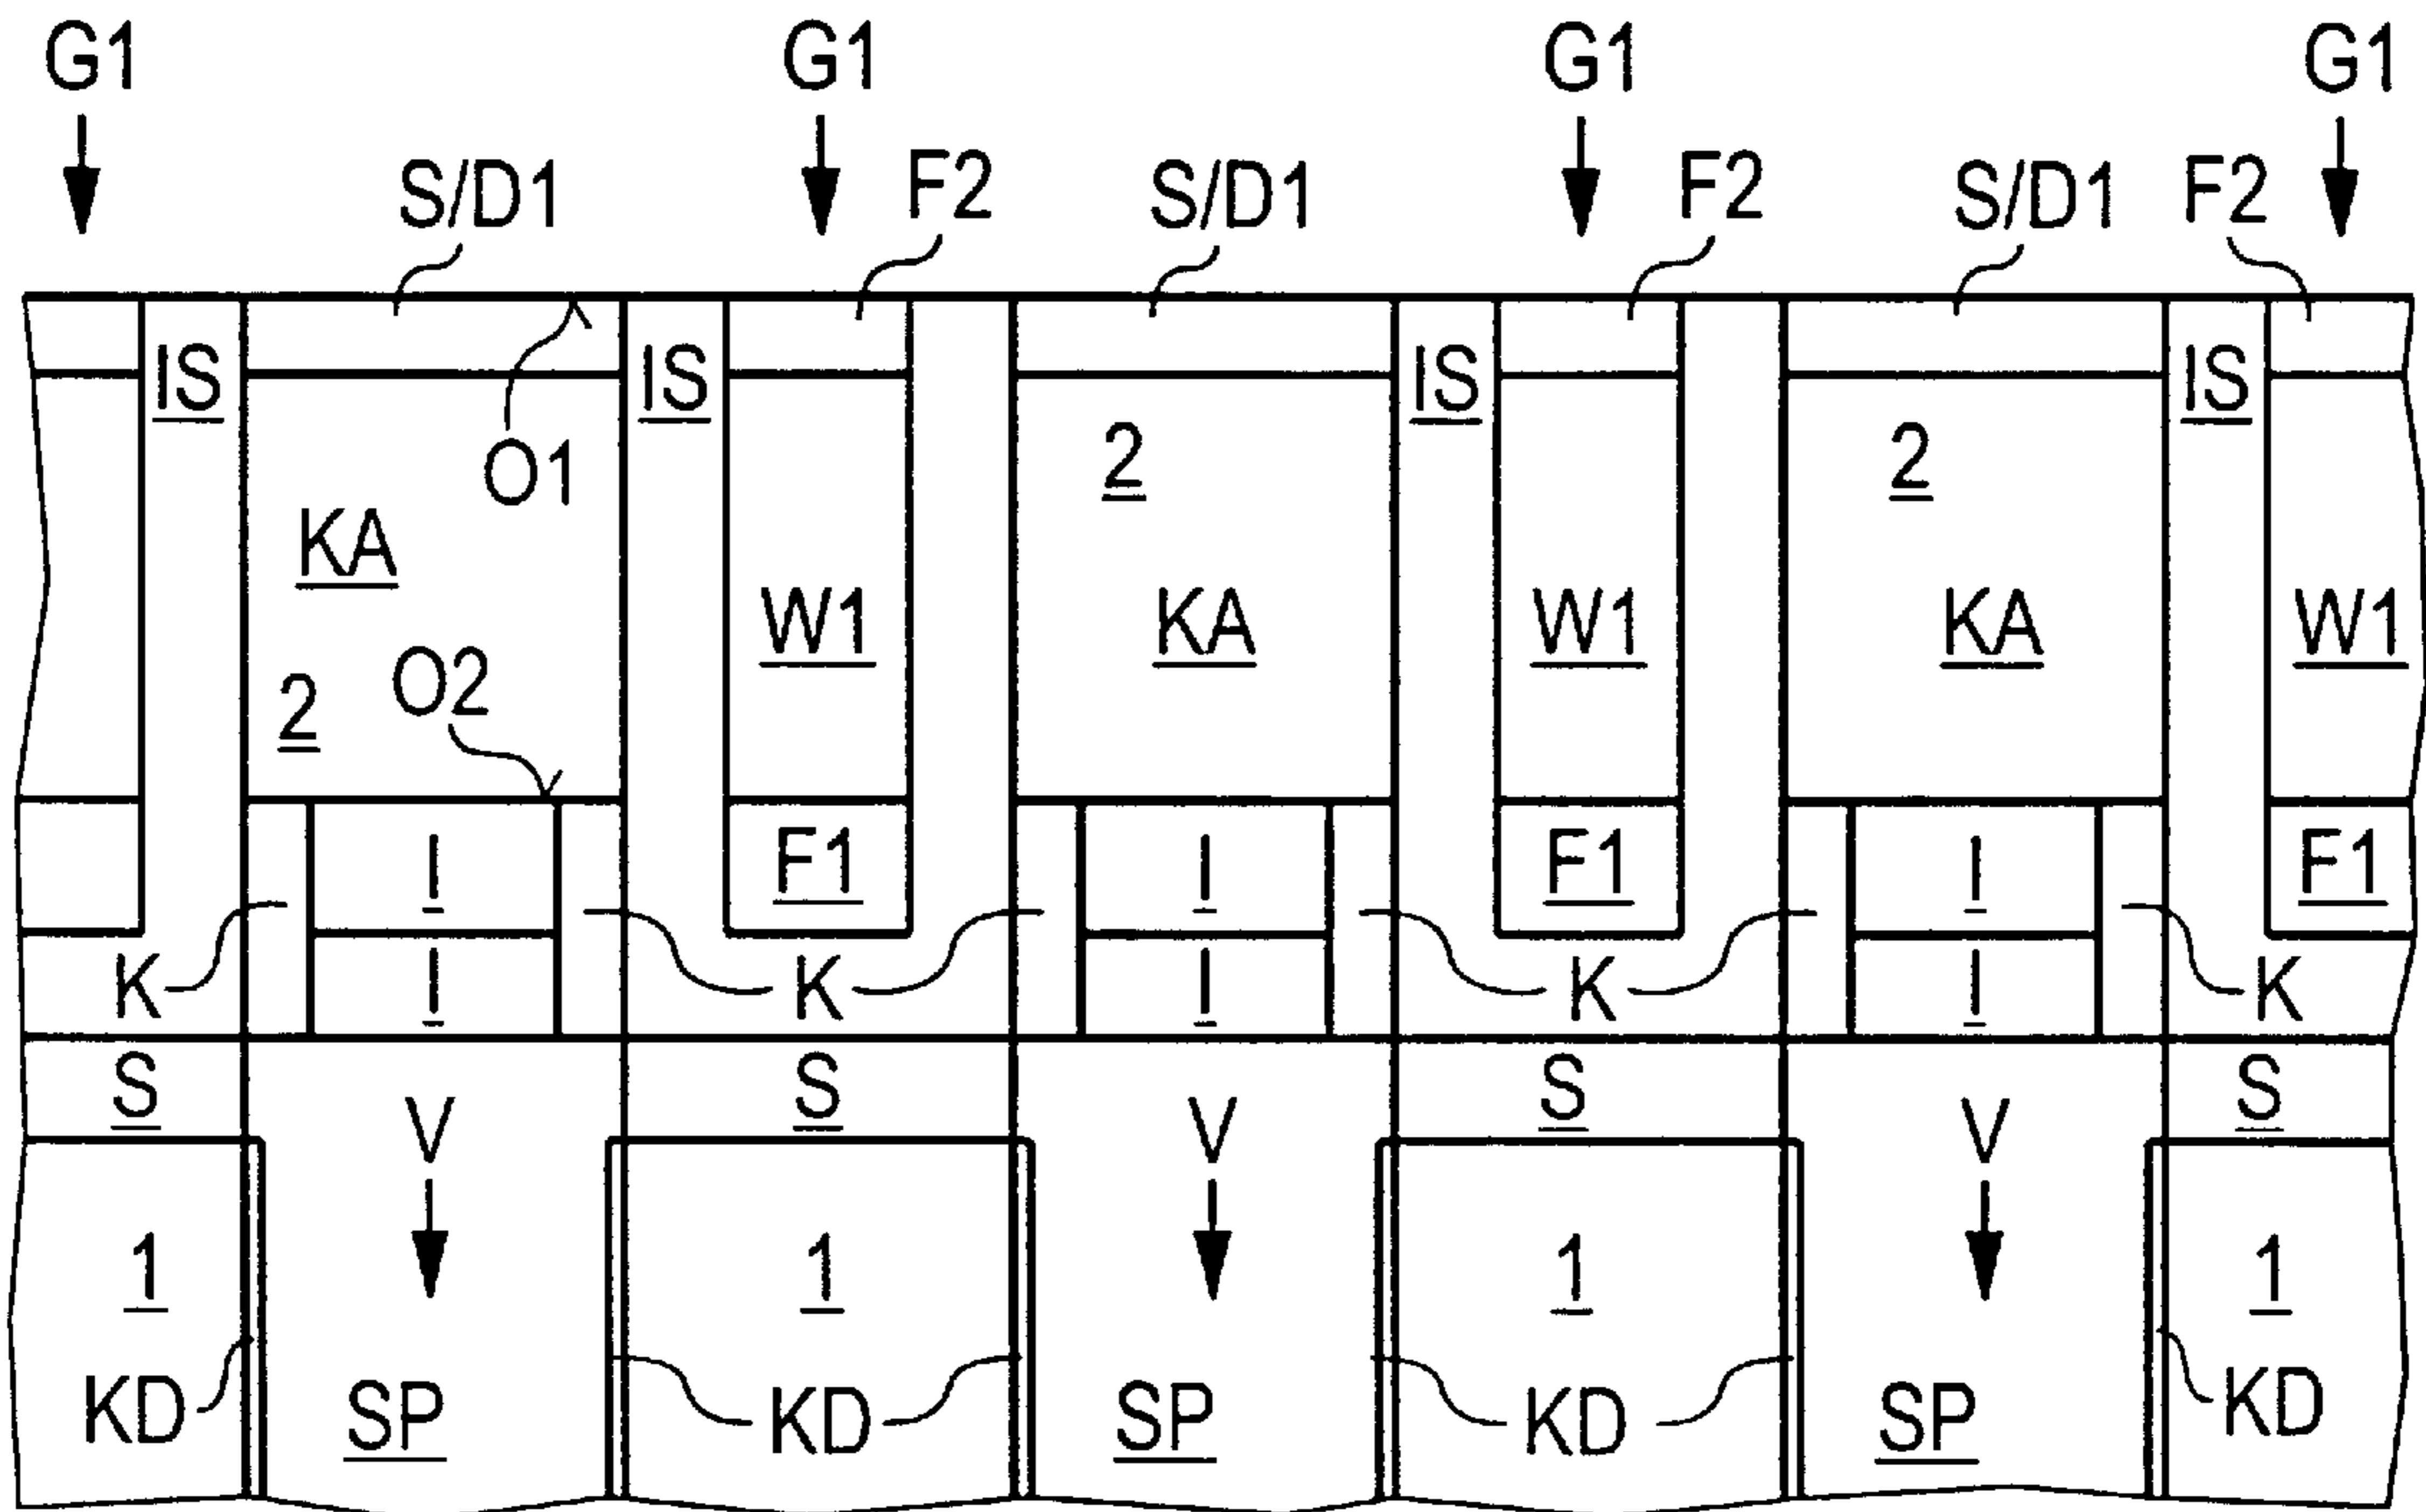 G1 G1 G1 G1
S/D1 F2 S/D1 F2 S/D1 F2
IS IS IS IS
O1 2 2
KA
W1 KA W1 KA W1
2 O2
I F1 I F1 I F1
K I K I K I K
S S S S
V V V
1 1 1 1
KD SP KD SP KD SP KD